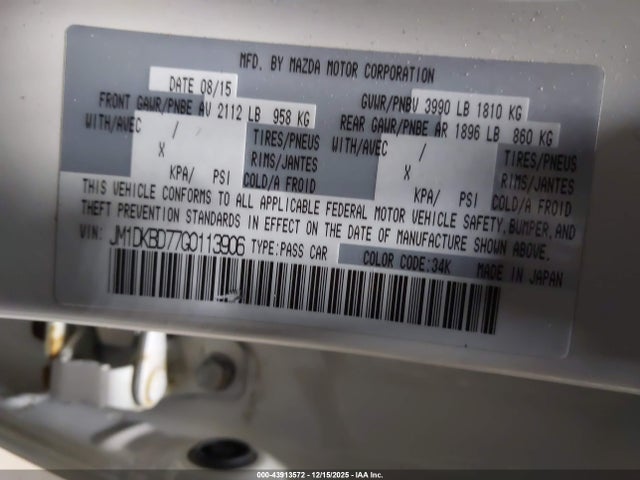 MFD. BY MAZDA MOTOR CORPORATION
DATE 08/15 GVWR/PNBV 3990 LB 1810 KG
FRONT GAWR/PNBE AV 2112 LB 958 KG REAR GAWR/PNBE AR 1896 LB 860 KG
WITH/AVEC / TIRES/PNEUS WITH/AVEC / TIRES/PNEUS
X RIMS/JANTES X RIMS/JANTES
KPA/ PSI COLD/A FROID KPA/ PSI COLD/A FROID
THIS VEHICLE CONFORMS TO ALL APPLICABLE FEDERAL MOTOR VEHICLE SAFETY, BUMPER, AND
THEFT PREVENTION STANDARDS IN EFFECT ON THE DATE OF MANUFACTURE SHOWN ABOVE.
VIN: JM1DKBD77G0113906 TYPE:PASS CAR COLOR CODE:34K MADE IN JAPAN
000-43913572 - 12/15/2025 - IAA Inc.